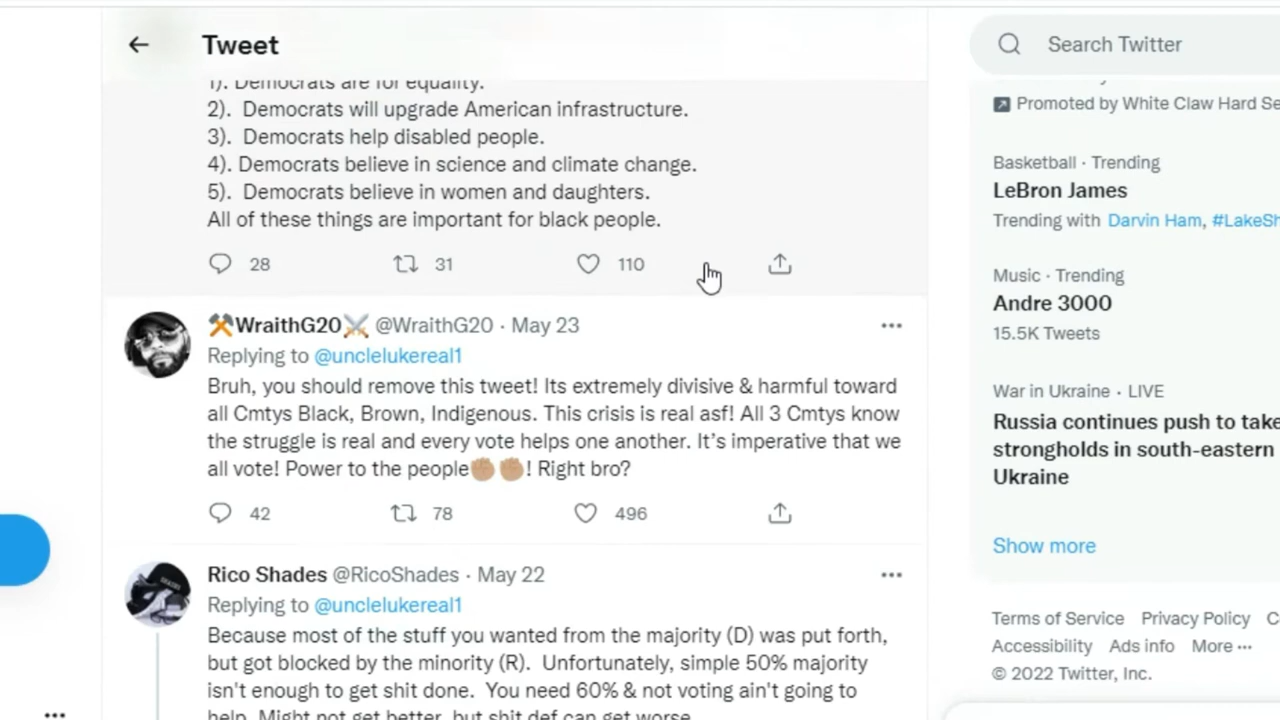 Tweet
1). Democrats are for equality.
2). Democrats will upgrade American infrastructure.
3). Democrats help disabled people.
4). Democrats believe in science and climate change.
5). Democrats believe in women and daughters.
All of these things are important for black people.
28 31 110
WraithG20 @WraithG20 · May 23
Replying to @unclelukereal1
Bruh, you should remove this tweet! Its extremely divisive & harmful toward
all Cmtys Black, Brown, Indigenous. This crisis is real asf! All 3 Cmtys know
the struggle is real and every vote helps one another. It's imperative that we
all vote! Power to the people✊🏽✊🏽! Right bro?
42 78 496
Rico Shades @RicoShades · May 22
Replying to @unclelukereal1
Because most of the stuff you wanted from the majority (D) was put forth,
but got blocked by the minority (R). Unfortunately, simple 50% majority
isn't enough to get shit done. You need 60% & not voting ain't going to
help. Might not get better, but shit def can get worse
Search Twitter
Promoted by White Claw Hard Se
Basketball · Trending
LeBron James
Trending with Darvin Ham, #LakeSh
Music · Trending
Andre 3000
15.5K Tweets
War in Ukraine · LIVE
Russia continues push to take
strongholds in south-eastern
Ukraine
Show more
Terms of Service Privacy Policy C
Accessibility Ads info More ···
© 2022 Twitter, Inc.